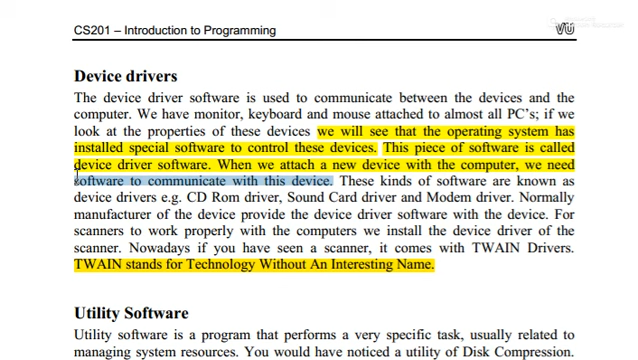 CS201 – Introduction to Programming
VU
Device drivers
The device driver software is used to communicate between the devices and the
computer. We have monitor, keyboard and mouse attached to almost all PC's; if we
look at the properties of these devices we will see that the operating system has
installed special software to control these devices. This piece of software is called
device driver software. When we attach a new device with the computer, we need
software to communicate with this device. These kinds of software are known as
device drivers e.g. CD Rom driver, Sound Card driver and Modem driver. Normally
manufacturer of the device provide the device driver software with the device. For
scanners to work properly with the computers we install the device driver of the
scanner. Nowadays if you have seen a scanner, it comes with TWAIN Drivers.
TWAIN stands for Technology Without An Interesting Name.
Utility Software
Utility software is a program that performs a very specific task, usually related to
managing system resources. You would have noticed a utility of Disk Compression.